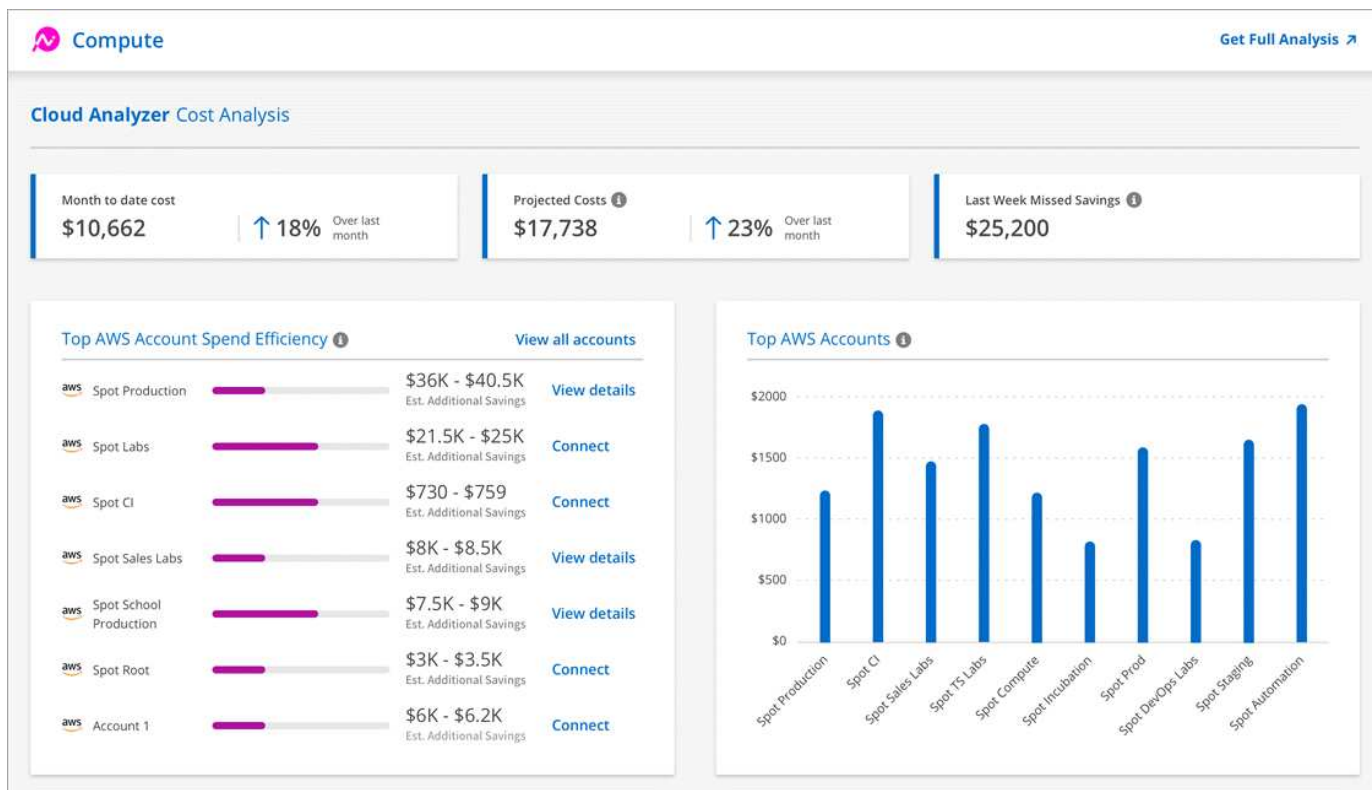 Compute
Get Full Analysis ↗
Cloud Analyzer Cost Analysis
Month to date cost
$10,662
↑ 18%
Over last
month
Projected Costs
$17,738
↑ 23%
Over last
month
Last Week Missed Savings
$25,200
Top AWS Account Spend Efficiency
View all accounts
aws Spot Production
$36K - $40.5K
Est. Additional Savings
View details
aws Spot Labs
$21.5K - $25K
Est. Additional Savings
Connect
aws Spot CI
$730 - $759
Est. Additional Savings
Connect
aws Spot Sales Labs
$8K - $8.5K
Est. Additional Savings
View details
aws Spot School
Production
$7.5K - $9K
Est. Additional Savings
View details
aws Spot Root
$3K - $3.5K
Est. Additional Savings
Connect
aws Account 1
$6K - $6.2K
Est. Additional Savings
Connect
Top AWS Accounts
$2000
$1500
$1000
$500
$0
Spot Production
Spot CI
Spot Sales Labs
Spot TS Labs
Spot Compute
Spot Incubation
Spot Prod
Spot DevOps Labs
Spot Staging
Spot Automation